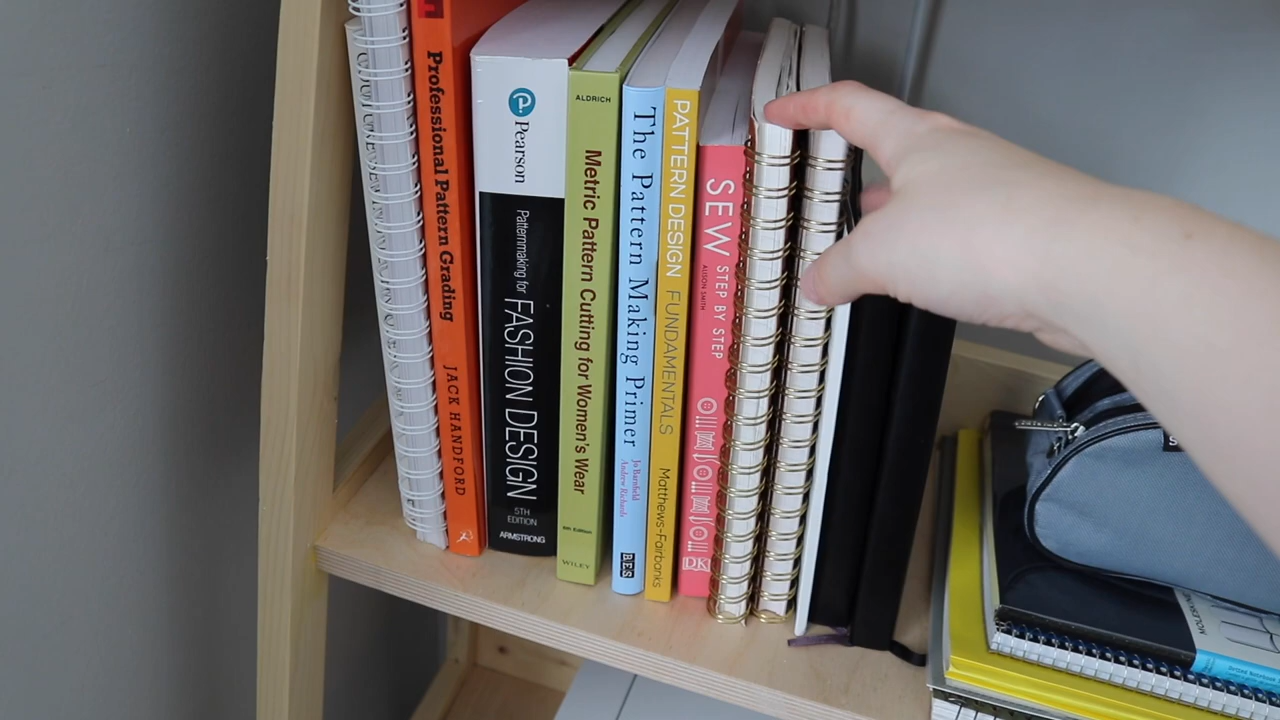 Professional Pattern Grading
JACK HANDFORD
Pearson
Patternmaking for
FASHION DESIGN
5TH
EDITION
ARMSTRONG
ALDRICH
Metric Pattern Cutting for Women's Wear
6th Edition
WILEY
The Pattern Making Primer
Jo Barnfield
Andrew Richards
BES
PATTERN DESIGN FUNDAMENTALS
Matthews-Fairbanks
SEW STEP BY STEP
ALISON SMITH
DK
MOLESKINE